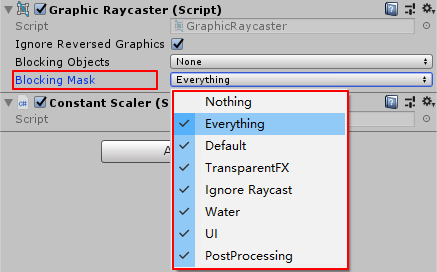 Graphic Raycaster (Script)
Script GraphicRaycaster
Ignore Reversed Graphics
Blocking Objects None
Blocking Mask Everything
Constant Scaler (S
Script
Nothing
Everything
Default
TransparentFX
Ignore Raycast
Water
UI
PostProcessing